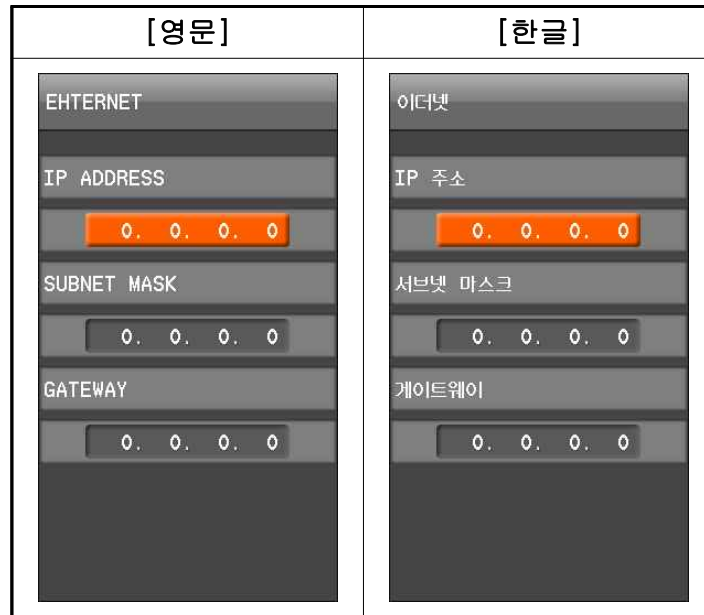 [영문]
[한글]
EHTERNET
IP ADDRESS
0. 0. 0. 0
SUBNET MASK
0. 0. 0. 0
GATEWAY
0. 0. 0. 0
이더넷
IP 주소
0. 0. 0. 0
서브넷 마스크
0. 0. 0. 0
게이트웨이
0. 0. 0. 0